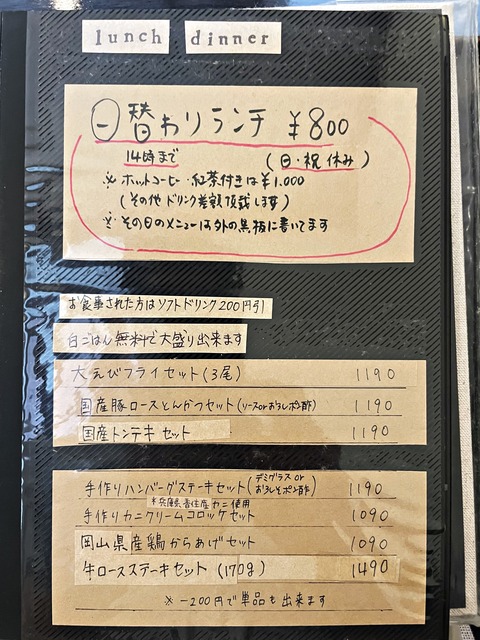 lunch dinner
日替わりランチ ¥800
14時まで (日・祝休み)
※ ホットコーヒー・紅茶付きは¥1.000
(その他ドリンク差額頂戴します)
※ その日のメニューは外の黒板に書いてます
お食事された方はソフトドリンク200円引
白ごはん無料で大盛り出来ます
大えびフライセット(3尾) 1190
国産豚ロースとんかつセット(ソースorおろしポン酢) 1190
国産トンテキセット 1190
手作りハンバーグステーキセット(デミグラスorおろしそポン酢) 1190
※兵庫県香住産カニ使用
手作りカニクリームコロッケセット 1090
岡山県産鶏からあげセット 1090
牛ロースステーキセット(170g) 1490
※ -200円で単品も出来ます